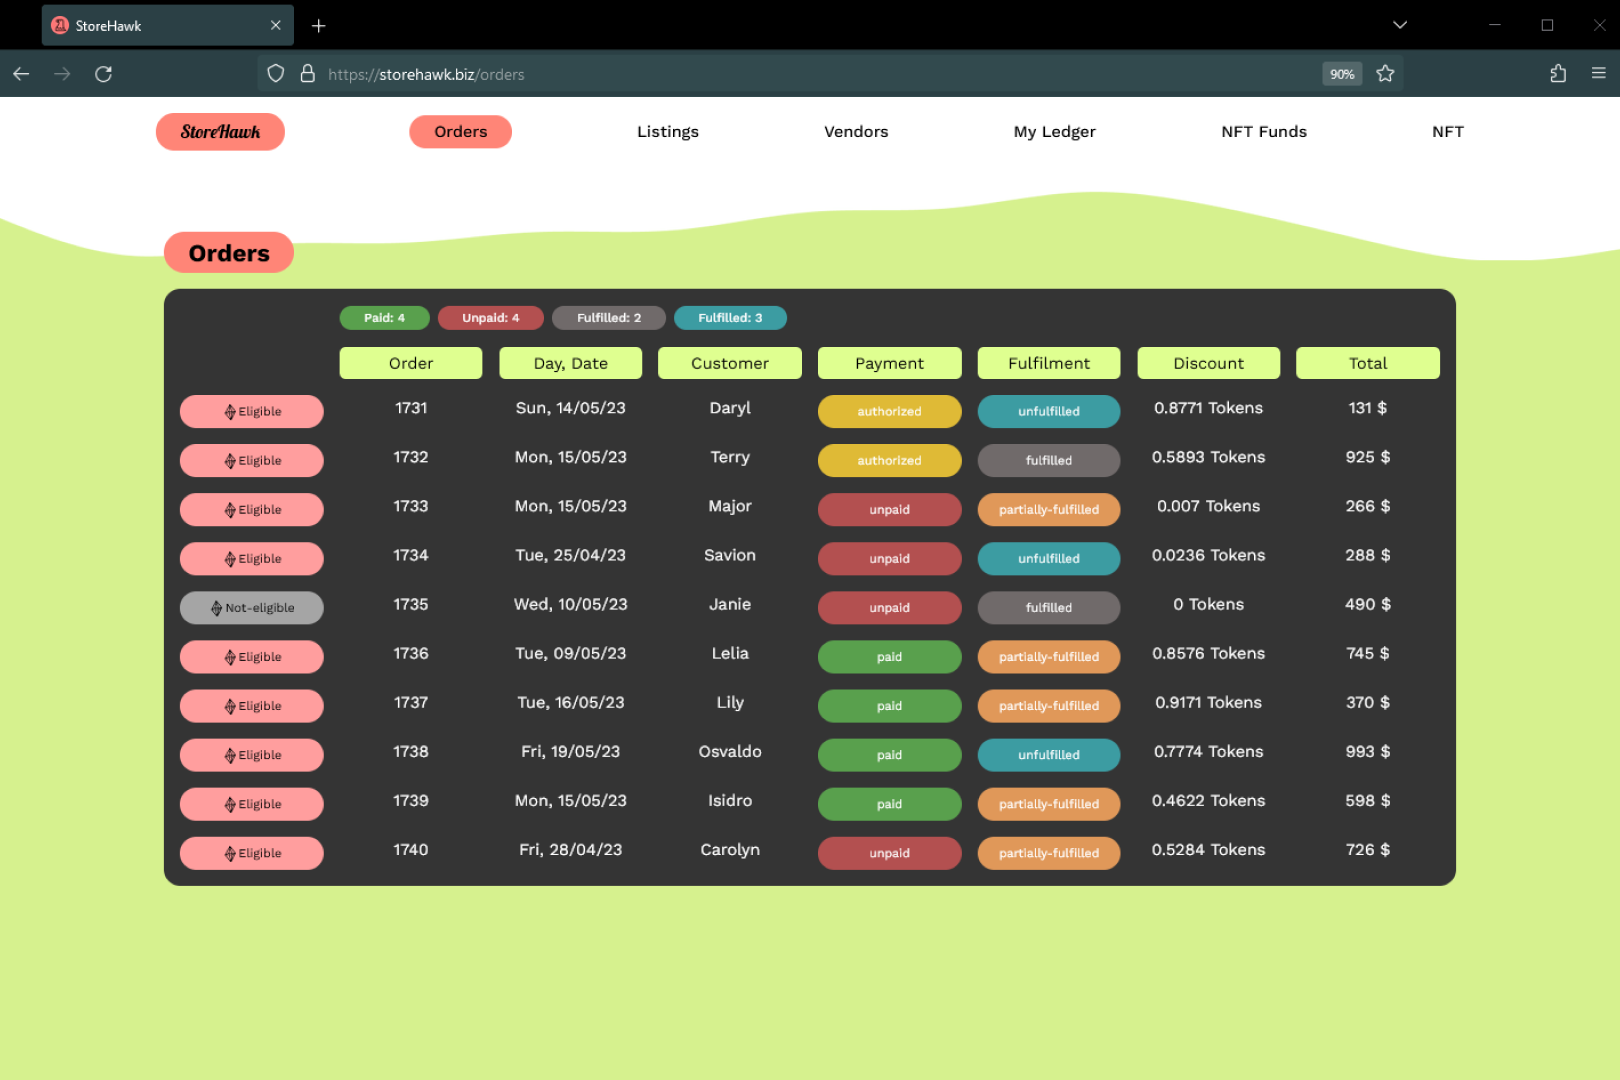 StoreHawk
https://storehawk.biz/orders 90%
StoreHawk Orders Listings Vendors My Ledger NFT Funds NFT
Orders
Paid: 4 Unpaid: 4 Fulfilled: 2 Fulfilled: 3
Order Day, Date Customer Payment Fulfilment Discount Total
Eligible 1731 Sun, 14/05/23 Daryl authorized unfulfilled 0.8771 Tokens 131 $
Eligible 1732 Mon, 15/05/23 Terry authorized fulfilled 0.5893 Tokens 925 $
Eligible 1733 Mon, 15/05/23 Major unpaid partially-fulfilled 0.007 Tokens 266 $
Eligible 1734 Tue, 25/04/23 Savion unpaid unfulfilled 0.0236 Tokens 288 $
Not-eligible 1735 Wed, 10/05/23 Janie unpaid fulfilled 0 Tokens 490 $
Eligible 1736 Tue, 09/05/23 Lelia paid partially-fulfilled 0.8576 Tokens 745 $
Eligible 1737 Tue, 16/05/23 Lily paid partially-fulfilled 0.9171 Tokens 370 $
Eligible 1738 Fri, 19/05/23 Osvaldo paid unfulfilled 0.7774 Tokens 993 $
Eligible 1739 Mon, 15/05/23 Isidro paid partially-fulfilled 0.4622 Tokens 598 $
Eligible 1740 Fri, 28/04/23 Carolyn unpaid partially-fulfilled 0.5284 Tokens 726 $